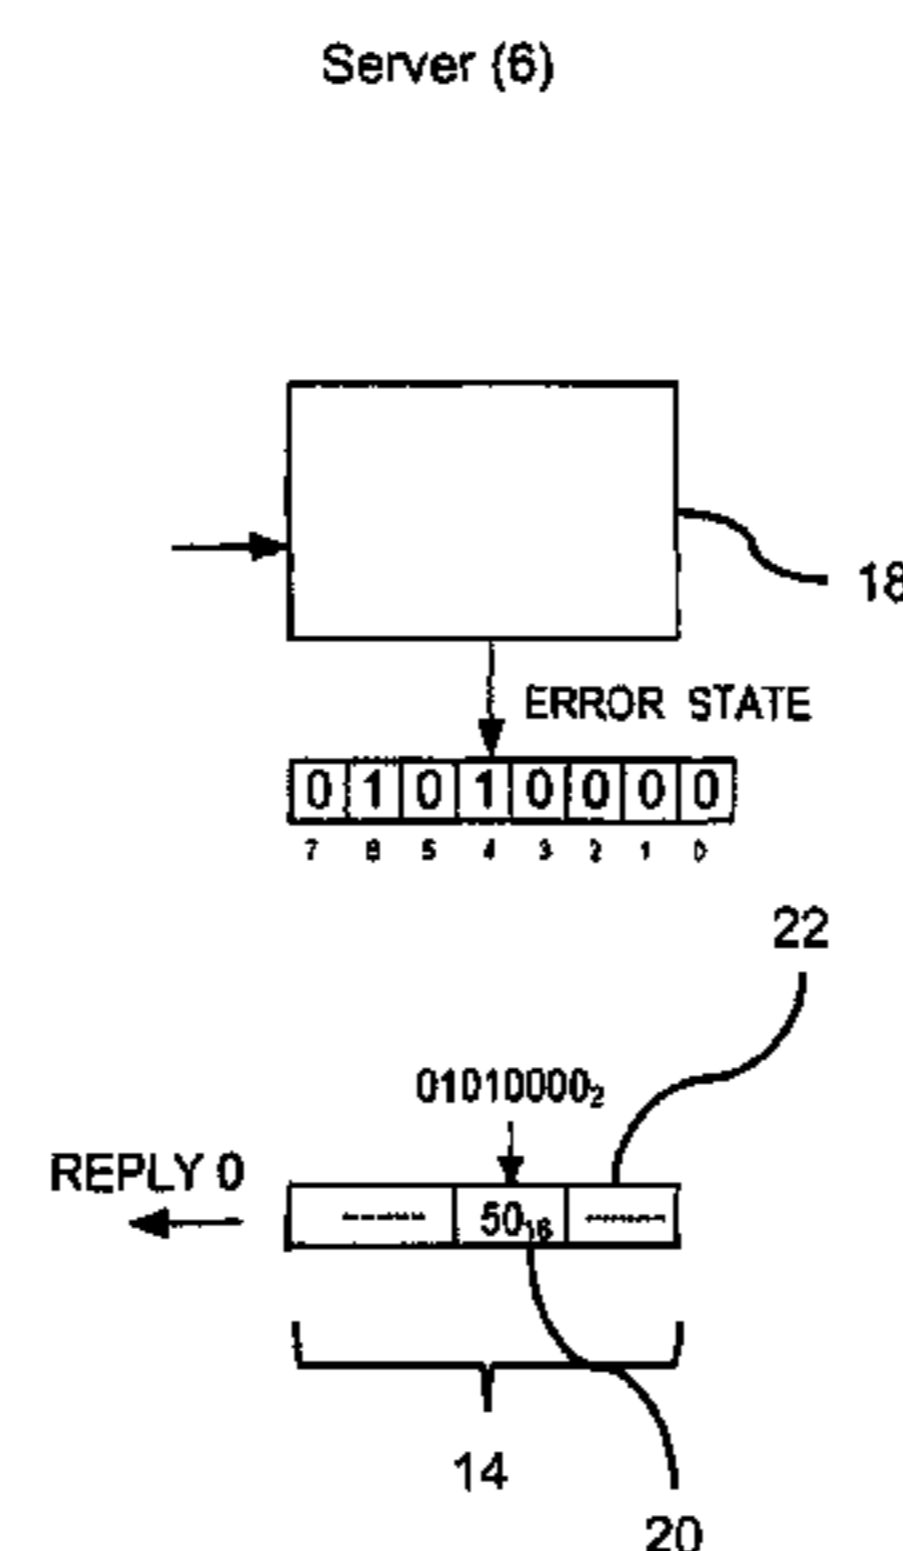 Server (6)
18
ERROR STATE
0 1 0 1 0 0 0 0
7 6 5 4 3 2 1 0
22
01010000₂
REPLY 0
------ 50₁₆ ------
14
20